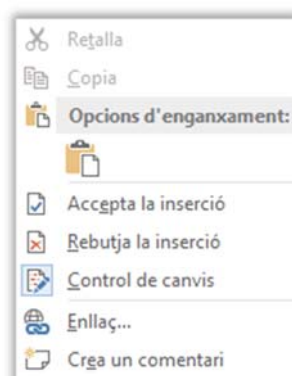 Retalla
Copia
Opcions d'enganxament:
Accepta la inserció
Rebutja la inserció
Control de canvis
Enllaç...
Crea un comentari